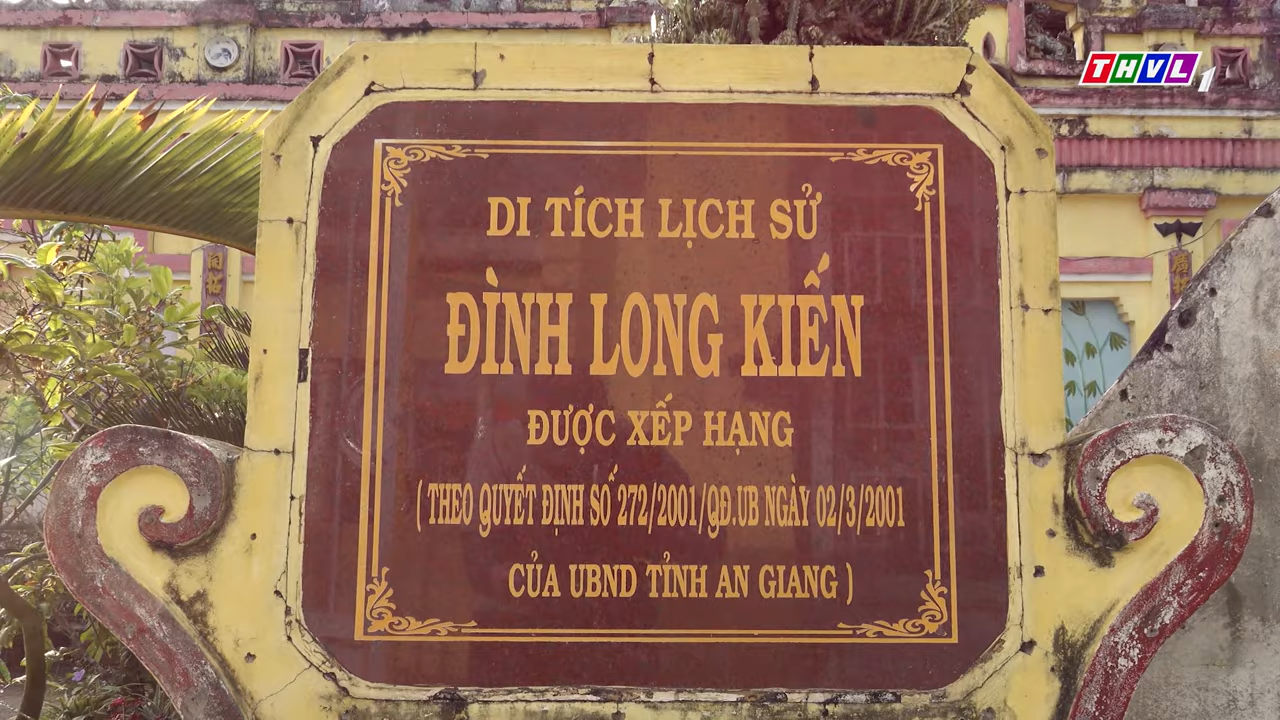 THVL1
DI TÍCH LỊCH SỬ
ĐÌNH LONG KIẾN
ĐƯỢC XẾP HẠNG
( THEO QUYẾT ĐỊNH SỐ 272/2001/QĐ.UB NGÀY 02/3/2001
CỦA UBND TỈNH AN GIANG )